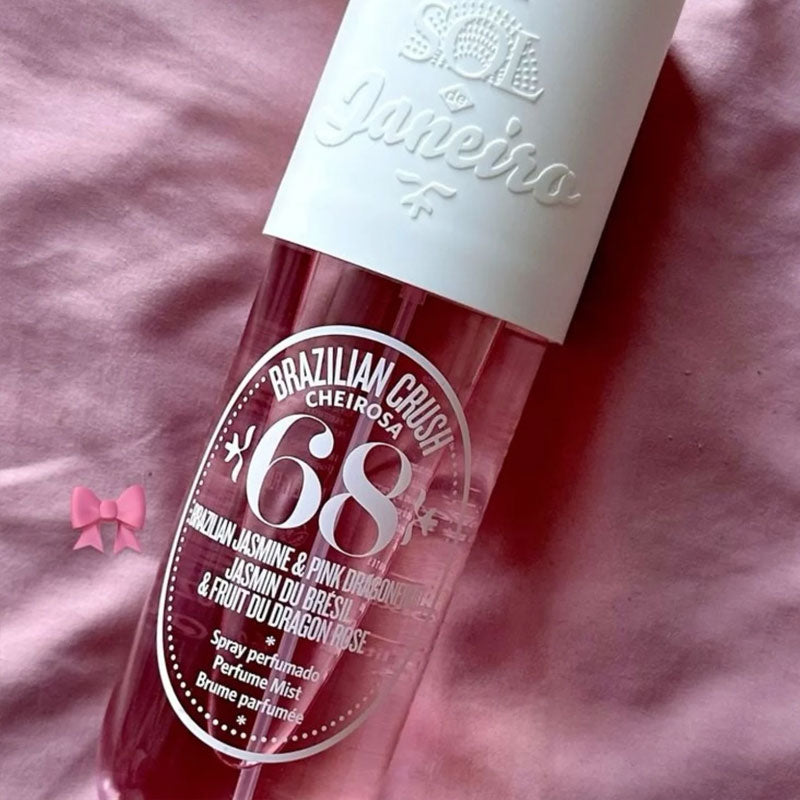 SOL
de
Janeiro
BRAZILIAN CRUSH
CHEIROSA
68
BRAZILIAN JASMINE & PINK
JASMIN DU BRÉSIL
& FRUIT DU DRAGON ROSE
*
Spray perfumado
Perfume Mist
Brume parfumée
*